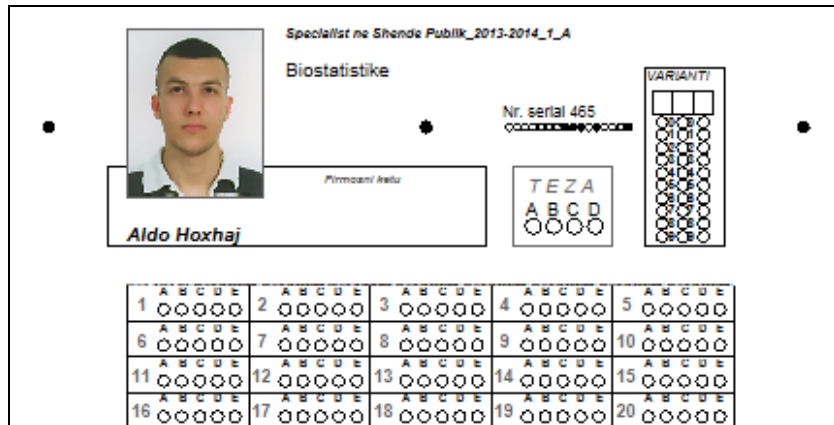 Specialist ne Shende Publik_2013-2014_1_A
Biostatistike
VARIANTI
Nr. serial 465
Firmosni ketu
TEZA
A B C D
Aldo Hoxhaj
A B C D E A B C D E A B C D E A B C D E A B C D E
1 2 3 4 5
A B C D E A B C D E A B C D E A B C D E A B C D E
6 7 8 9 10
A B C D E A B C D E A B C D E A B C D E A B C D E
11 12 13 14 15
A B C D E A B C D E A B C D E A B C D E A B C D E
16 17 18 19 20